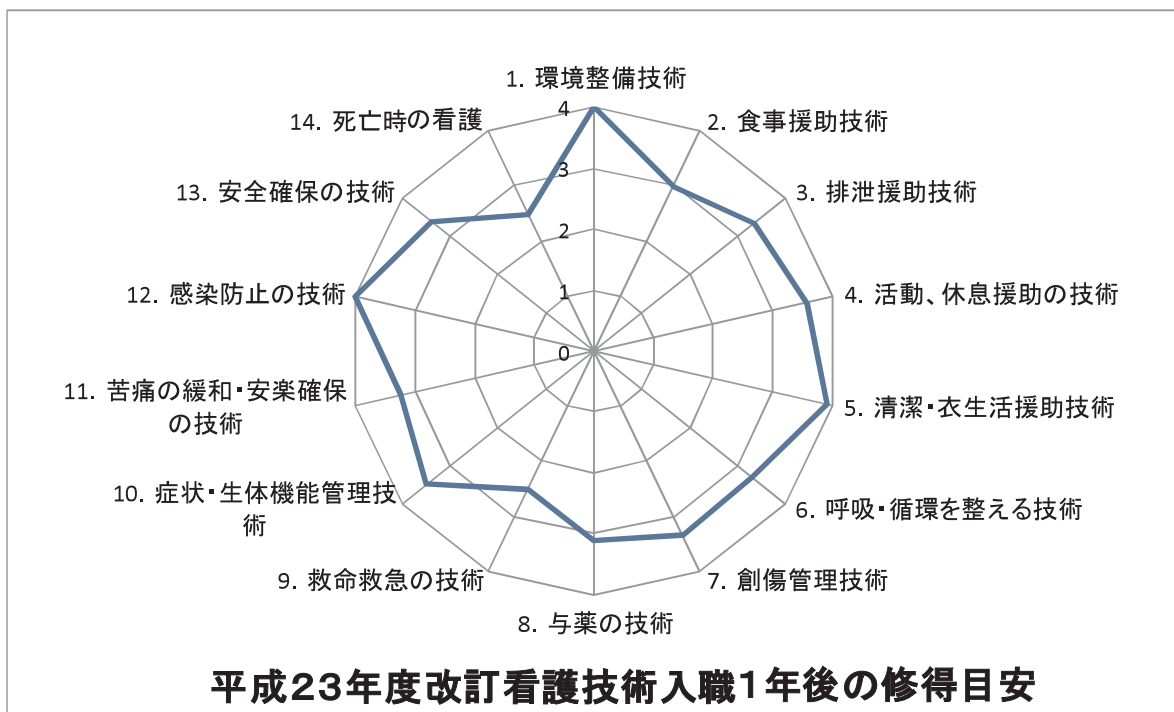 1. 環境整備技術
2. 食事援助技術
3. 排泄援助技術
4. 活動、休息援助の技術
5. 清潔・衣生活援助技術
6. 呼吸・循環を整える技術
7. 創傷管理技術
8. 与薬の技術
9. 救命救急の技術
10. 症状・生体機能管理技
術
11. 苦痛の緩和・安楽確保
の技術
12. 感染防止の技術
13. 安全確保の技術
14. 死亡時の看護
4
3
2
1
0
平成23年度改訂看護技術入職1年後の修得目安